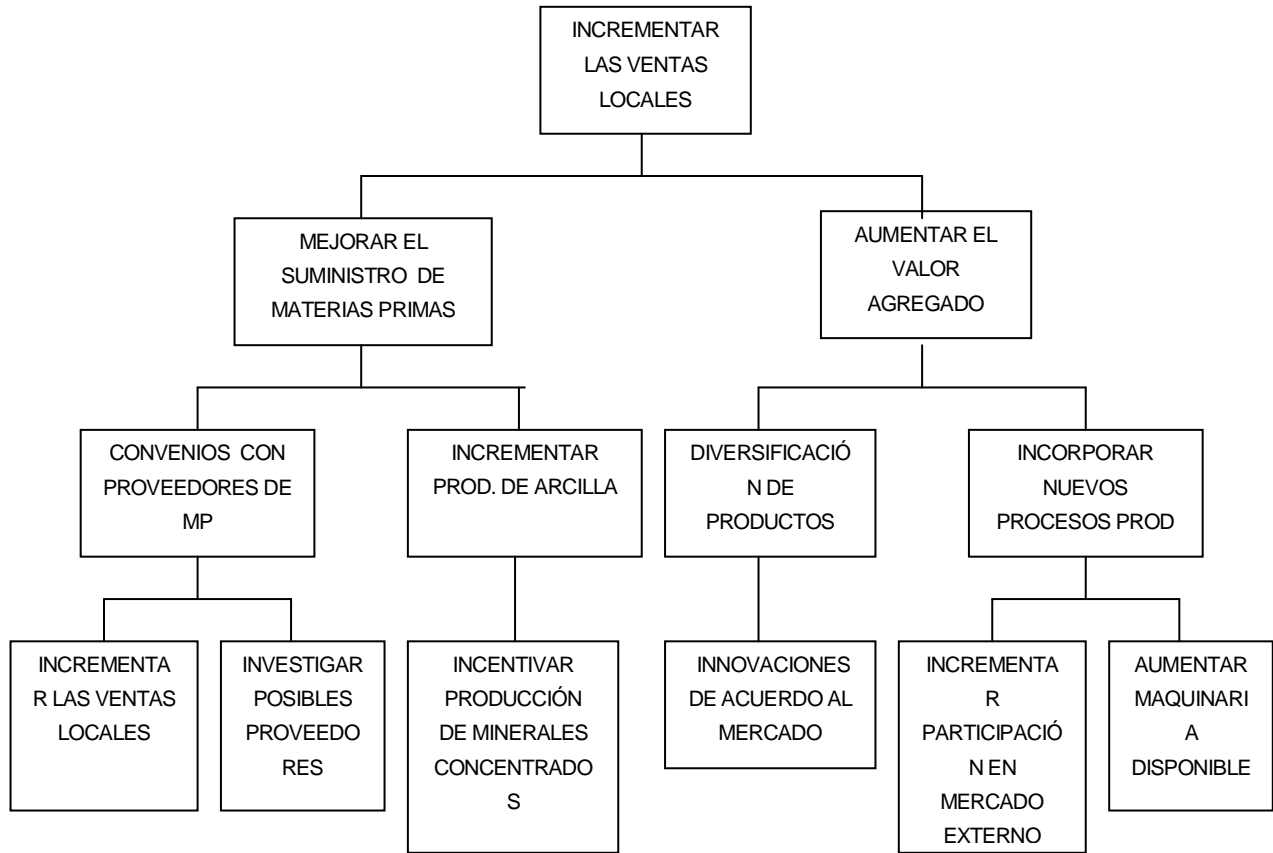 INCREMENTAR
LAS VENTAS
LOCALES
MEJORAR EL
SUMINISTRO DE
MATERIAS PRIMAS
AUMENTAR EL
VALOR
AGREGADO
CONVENIOS CON
PROVEEDORES DE
MP
INCREMENTAR
PROD. DE ARCILLA
DIVERSIFICACIÓ
N DE
PRODUCTOS
INCORPORAR
NUEVOS
PROCESOS PROD
INCREMENTA
R LAS VENTAS
LOCALES
INVESTIGAR
POSIBLES
PROVEEDO
RES
INCENTIVAR
PRODUCCIÓN
DE MINERALES
CONCENTRADO
S
INNOVACIONES
DE ACUERDO AL
MERCADO
INCREMENTA
R
PARTICIPACIÓ
N EN
MERCADO
EXTERNO
AUMENTAR
MAQUINARI
A
DISPONIBLE